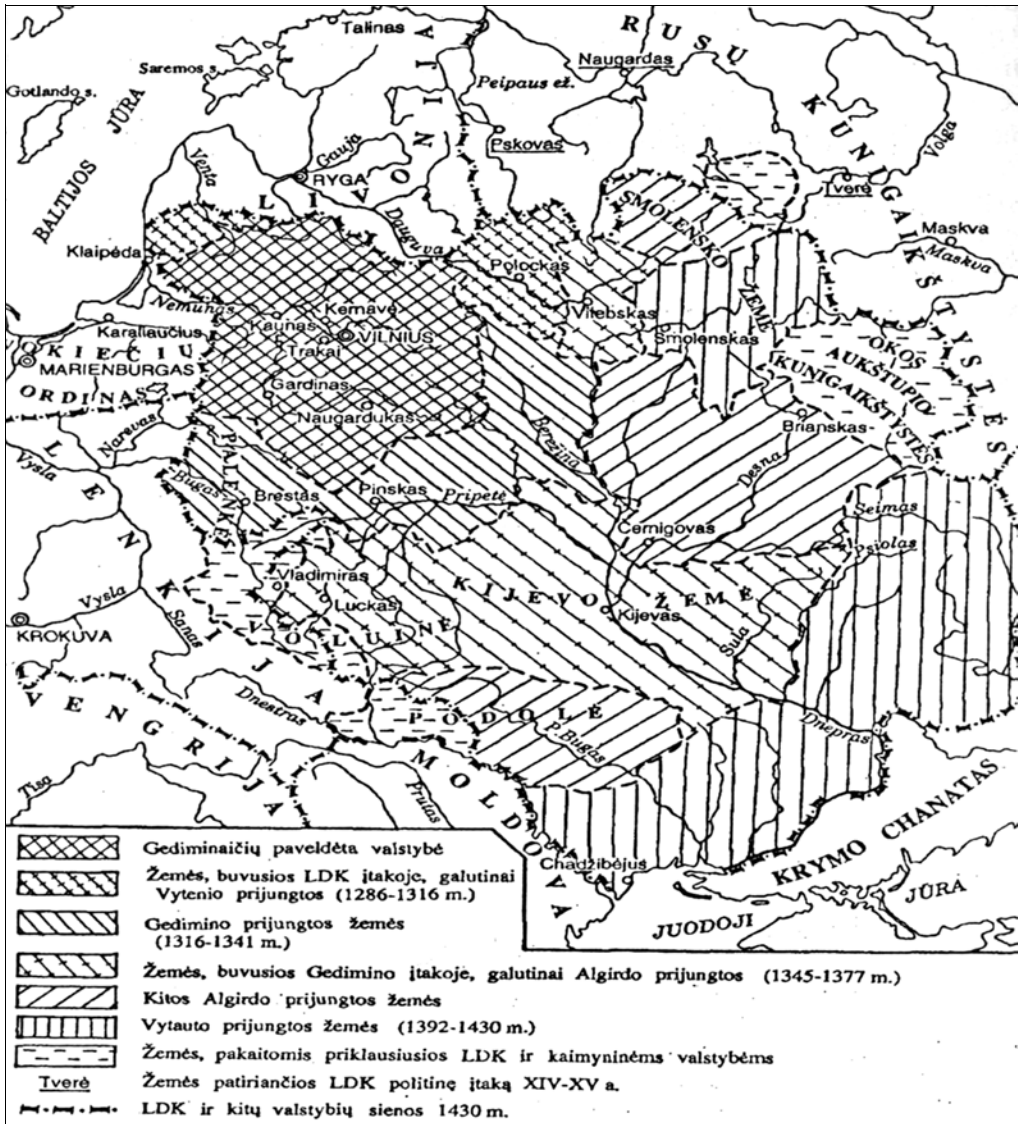 Talinas
RUSŲ
Naugardas
Saremos s.
Peipaus ež.
Gotlando s.
KUNIGAIKŠTYSTĖS
Volga
BALTIJOS JŪRA
Pskovas
Venta
Gauja
RYGA
LIVONIJA
Tverė
SMOLENSKO ŽEMĖ
Maskva
Maskva
Dauguva
Klaipėda
Polockas
Vitebskas
Nemunas
Kernavė
Kaunas
VILNIUS
Karaliaučius
Trakai
Smolenskas
OKOS
AUKŠTUPIO
KUNIGAIKŠTYSTĖS
KIEČIŲ
MARIENBURGAS
ORDINAS
Gardinas
Naugardukas
Brianskas
Narevas
PALENKĖ
Berezina
Desna
Vysla
LENKIJA
Bugas
Brestas
Pinskas
Pripetė
Seimas
Černigovas
Psiolas
Vladimiras
Luckas
KIJEVO ŽEMĖ
Kijevas
Vysla
Sanas
VOLUINĖ
Sula
KROKUVA
VENGRIJA
Dnestras
PODOLĖ
P. Bugas
Dnepras
Tisa
Prutas
MOLDOVA
KRYMO CHANATAS
Chadžibėjus
JUODOJI
JŪRA
Gediminaičių paveldėta valstybė
Žemės, buvusios LDK įtakoje, galutinai
Vytenio prijungtos (1286-1316 m.)
Gedimino prijungtos žemės
(1316-1341 m.)
Žemės, buvusios Gedimino įtakoje, galutinai Algirdo prijungtos (1345-1377 m.)
Kitos Algirdo prijungtos žemės
Vytauto prijungtos žemės (1392-1430 m.)
Žemės, pakaitomis priklausiusios LDK ir kaimyninėms valstybėms
Tverė Žemės patiriančios LDK politinę įtaką XIV-XV a.
LDK ir kitų valstybių sienos 1430 m.